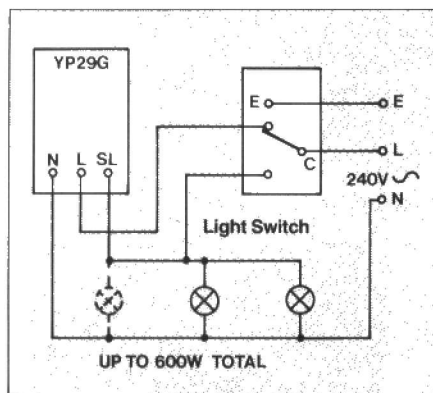 YP29G
N L SL
E E
C L
240V
N
Light Switch
UP TO 600W TOTAL